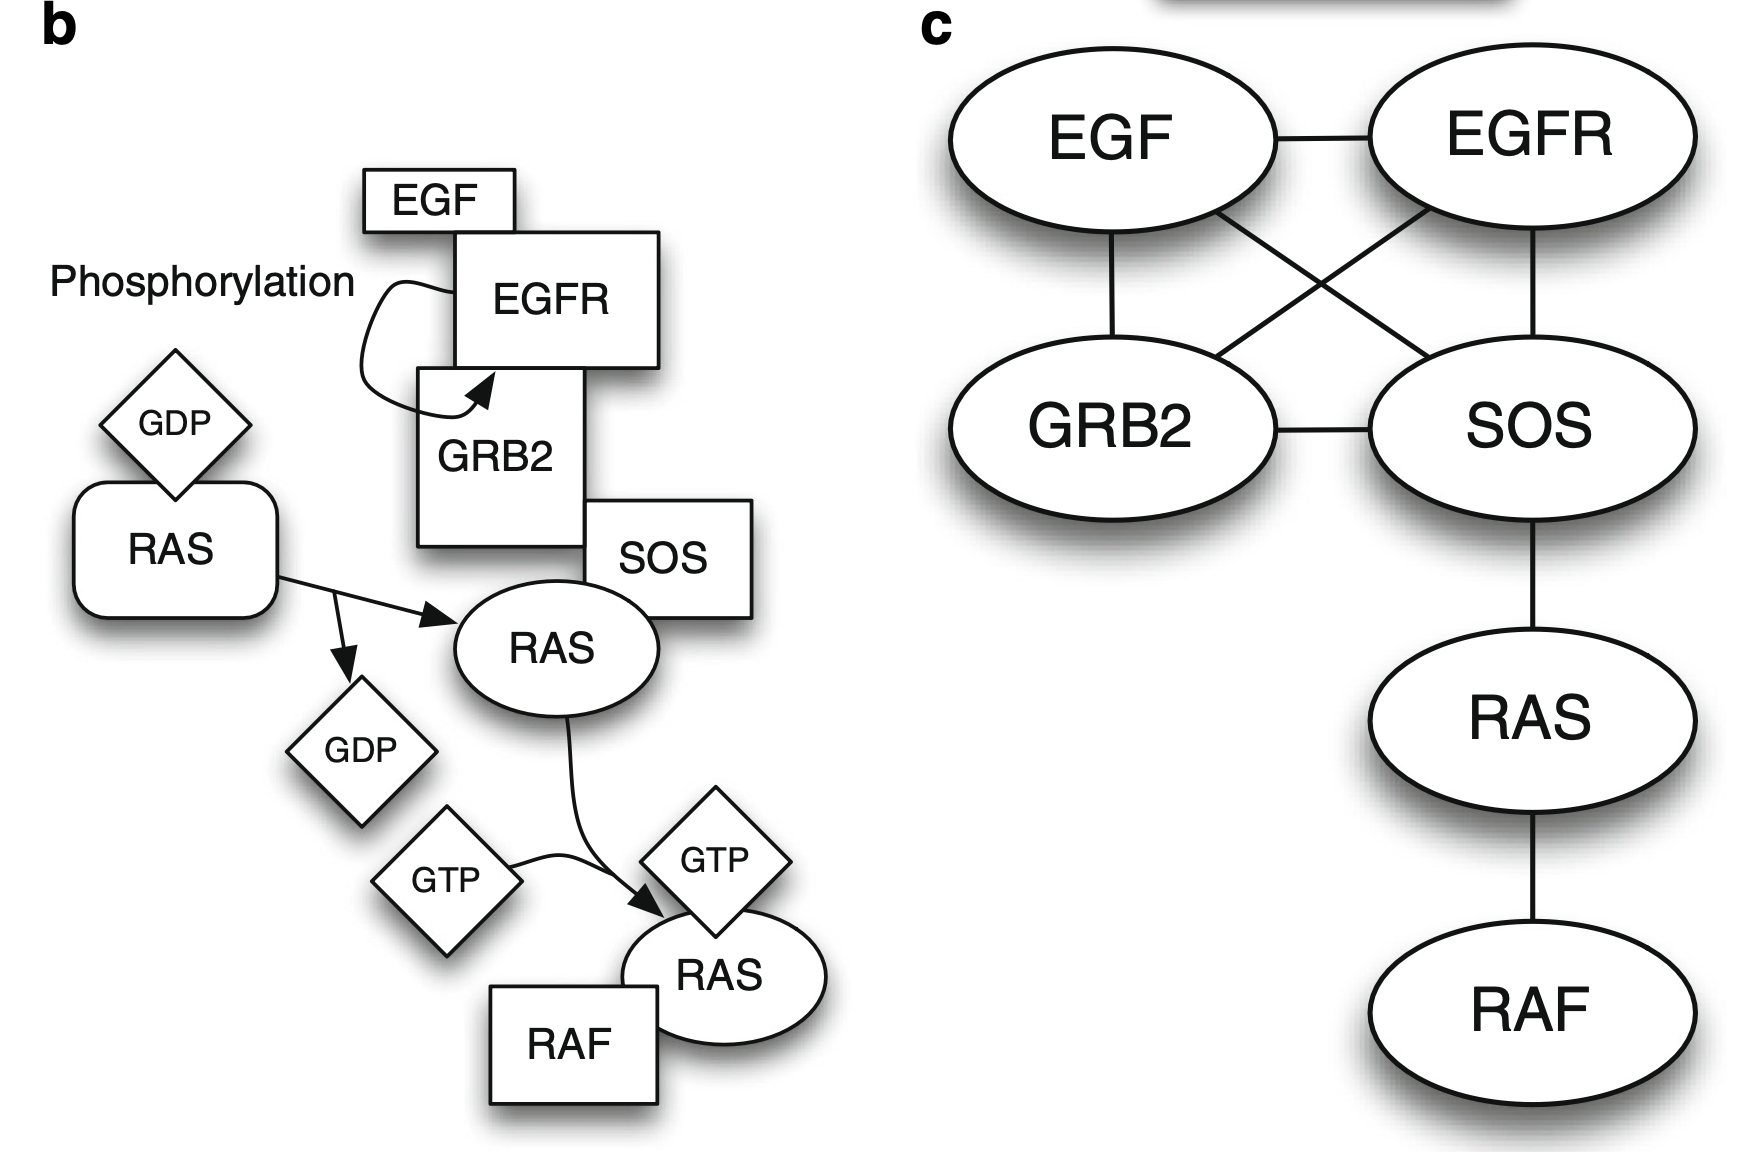 b
EGF
Phosphorylation
EGFR
GDP
GRB2
RAS
SOS
RAS
GDP
GTP
GTP
RAS
RAF
c
EGF
EGFR
GRB2
SOS
RAS
RAF